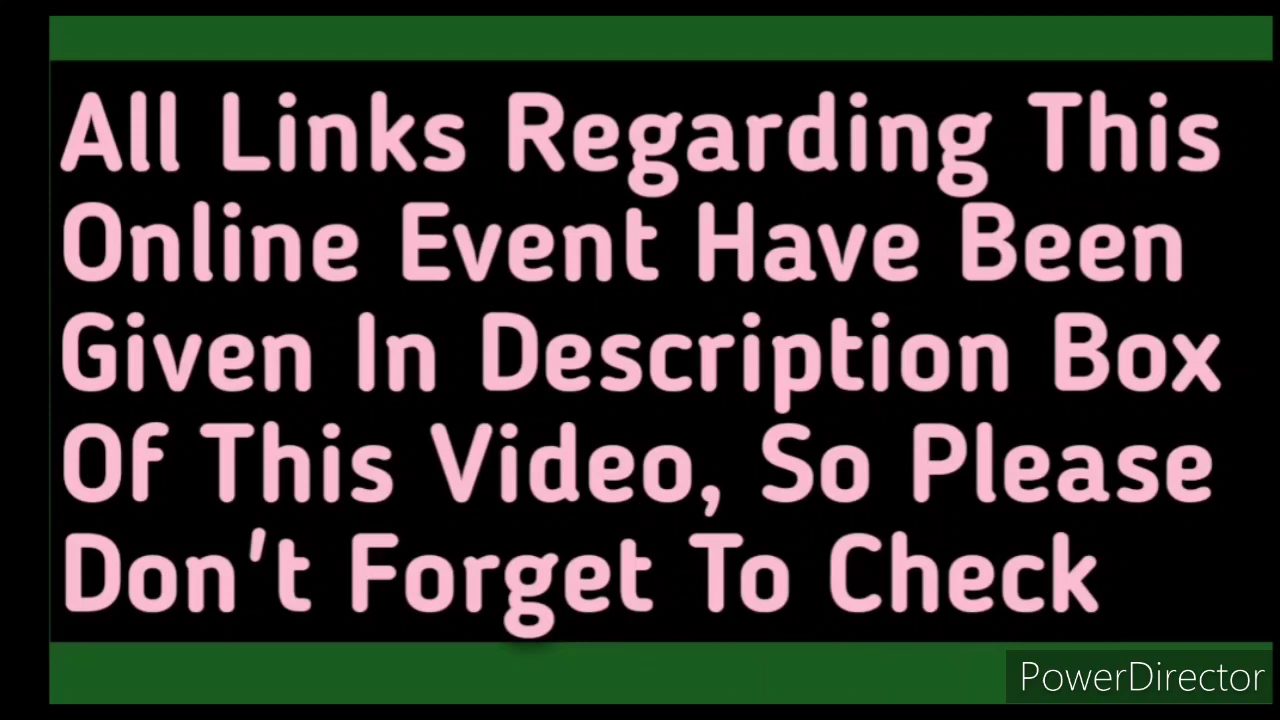 All Links Regarding This
Online Event Have Been
Given In Description Box
Of This Video, So Please
Don't Forget To Check
PowerDirector